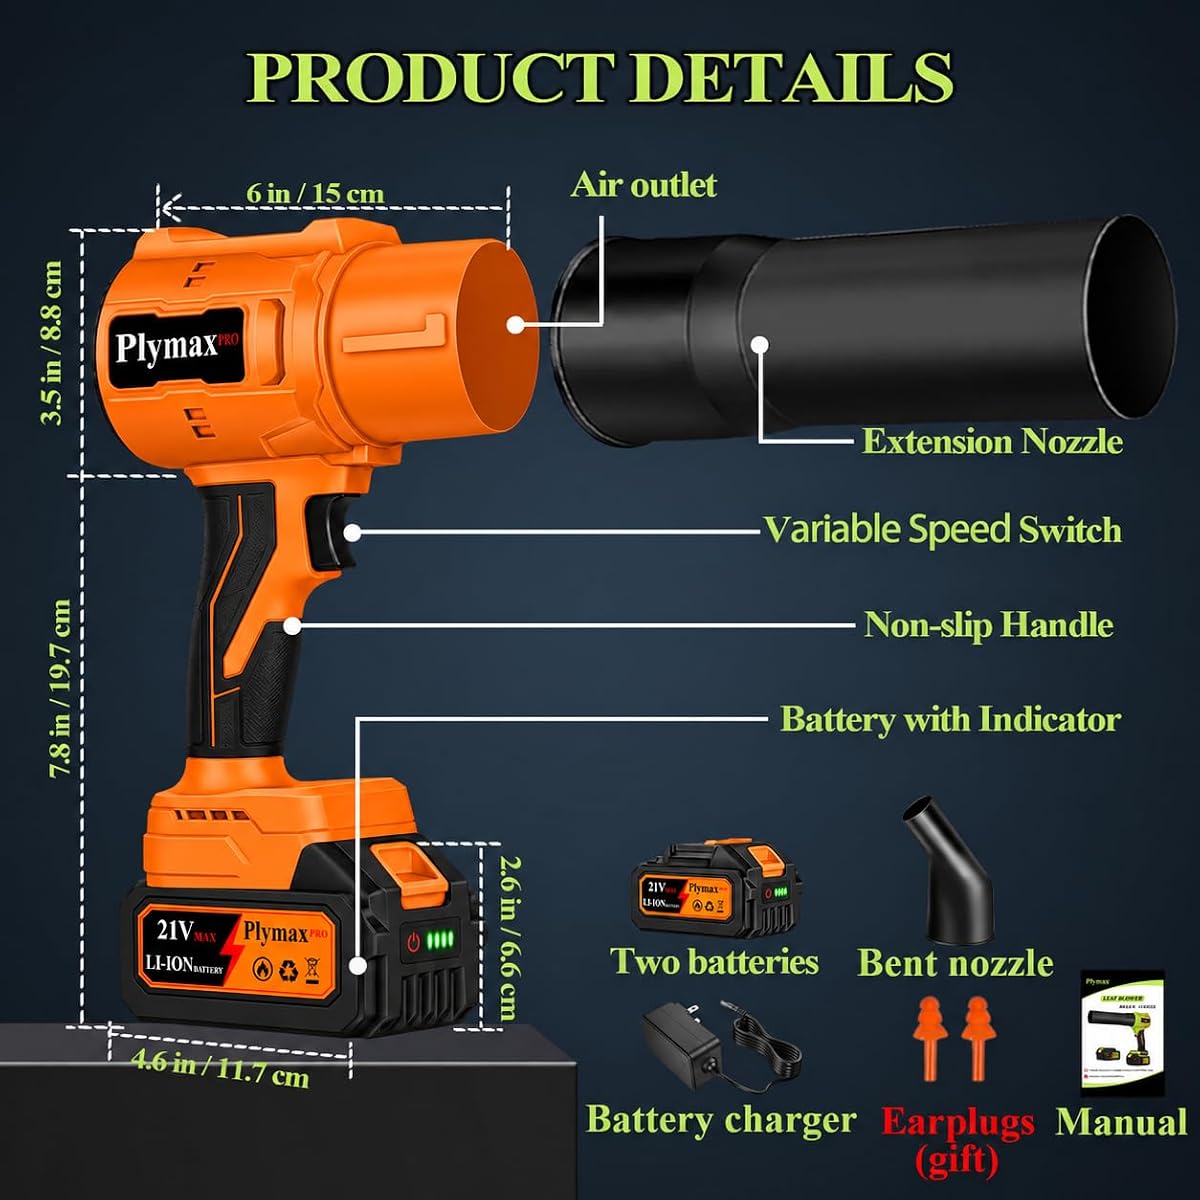 PRODUCT DETAILS
6 in / 15 cm
Air outlet
3.5 in / 8.8 cm
Plymax PRO
Extension Nozzle
Variable Speed Switch
Non-slip Handle
7.8 in / 19.7 cm
Battery with Indicator
2.6 in / 6.6 cm
21V MAX
Plymax PRO
LI-ION BATTERY
4.6 in / 11.7 cm
21V MAX
Plymax
LI-ION BATTERY
Two batteries
Bent nozzle
Plymax
LEAF BLOWER
Battery charger
Earplugs
(gift)
Manual